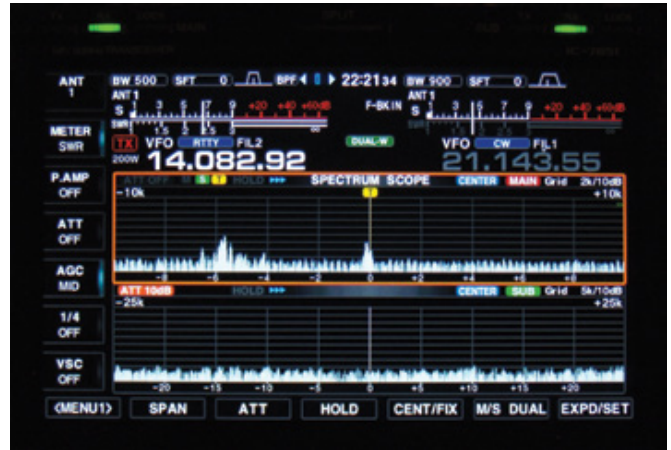 ANT 1
BW 500 SFT 0 BPF 22:21 34 BW 900 SFT 0
ANT 1
ANT 1
S 1 3 5 7 9 +20 +40 +60dB F-BKIN S 1 3 5 7 9 +20 +40 +60dB
METER SWR
SWR 1 1.5 2 2.5 3 ∞
TX VFO RTTY FIL2 DUAL-W VFO CW FIL1
200W 14.082.92 21.143.55
P.AMP OFF
ATT OFF M S T HOLD SPECTRUM SCOPE CENTER MAIN Grid 2k/10dB
-10k T +10k
ATT OFF
-8 -6 -4 -2 0 +2 +4 +6 +8
AGC MID
ATT 10dB HOLD CENTER SUB Grid 5k/10dB
-25k +25k
1/4 OFF
VSC OFF
-20 -15 -10 -5 0 +5 +10 +15 +20
<MENU1> SPAN ATT HOLD CENT/FIX M/S DUAL EXPD/SET